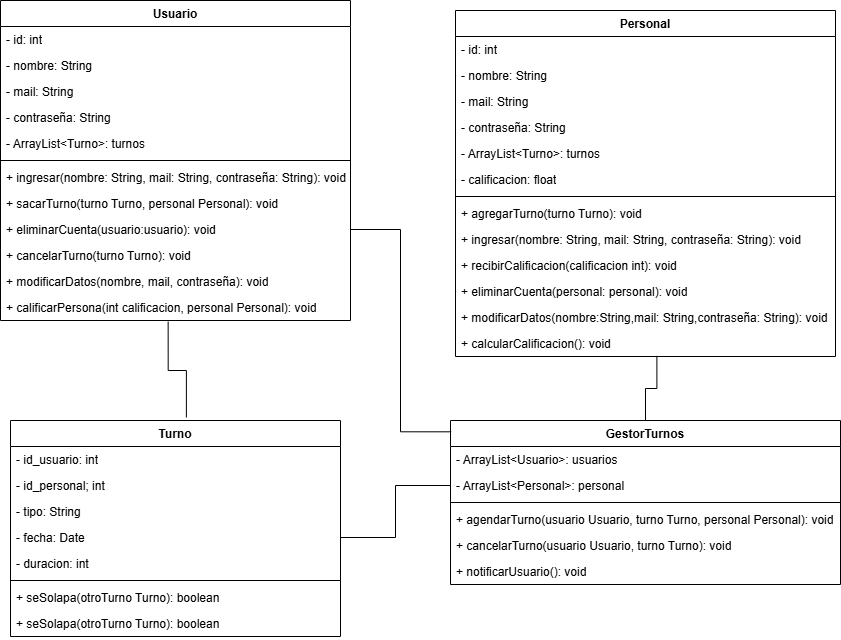 Usuario
- id: int
- nombre: String
- mail: String
- contraseña: String
- ArrayList<Turno>: turnos
+ ingresar(nombre: String, mail: String, contraseña: String): void
+ sacarTurno(turno Turno, personal Personal): void
+ eliminarCuenta(usuario:usuario): void
+ cancelarTurno(turno Turno): void
+ modificarDatos(nombre, mail, contraseña): void
+ calificarPersona(int calificacion, personal Personal): void
Personal
- id: int
- nombre: String
- mail: String
- contraseña: String
- ArrayList<Turno>: turnos
- calificacion: float
+ agregarTurno(turno Turno): void
+ ingresar(nombre: String, mail: String, contraseña: String): void
+ recibirCalificacion(calificacion int): void
+ eliminarCuenta(personal: personal): void
+ modificarDatos(nombre:String,mail: String,contraseña: String): void
+ calcularCalificacion(): void
Turno
- id_usuario: int
- id_personal; int
- tipo: String
- fecha: Date
- duracion: int
+ seSolapa(otroTurno Turno): boolean
+ seSolapa(otroTurno Turno): boolean
GestorTurnos
- ArrayList<Usuario>: usuarios
- ArrayList<Personal>: personal
+ agendarTurno(usuario Usuario, turno Turno, personal Personal): void
+ cancelarTurno(usuario Usuario, turno Turno): void
+ notificarUsuario(): void